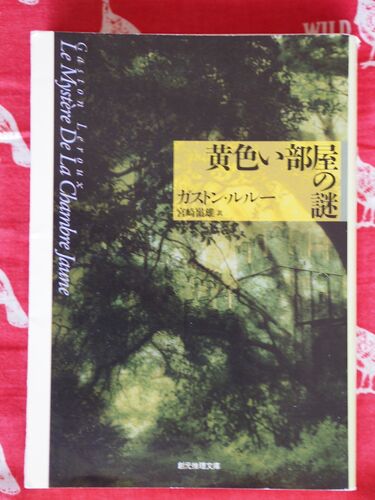 Gaston Leroux
Le Mystère De La Chambre Jaune
黄色い部屋
の謎
ガストン・ルルー
宮崎嶺雄 訳
創元推理文庫
WILD